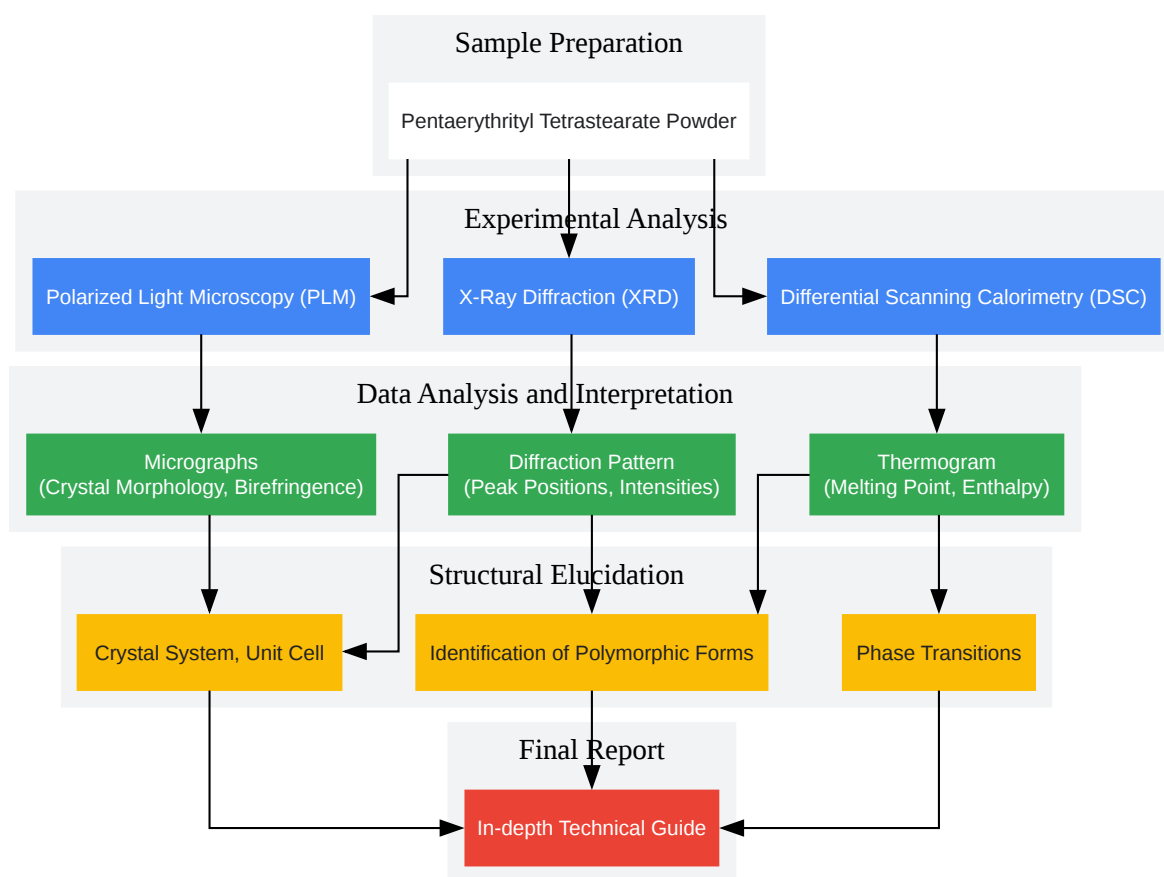 Sample Preparation
Pentaerythrityl Tetrastearate Powder
Experimental Analysis
Polarized Light Microscopy (PLM)
X-Ray Diffraction (XRD)
Differential Scanning Calorimetry (DSC)
Data Analysis and Interpretation
Micrographs
(Crystal Morphology, Birefringence)
Diffraction Pattern
(Peak Positions, Intensities)
Thermogram
(Melting Point, Enthalpy)
Structural Elucidation
Crystal System, Unit Cell
Identification of Polymorphic Forms
Phase Transitions
Final Report
In-depth Technical Guide